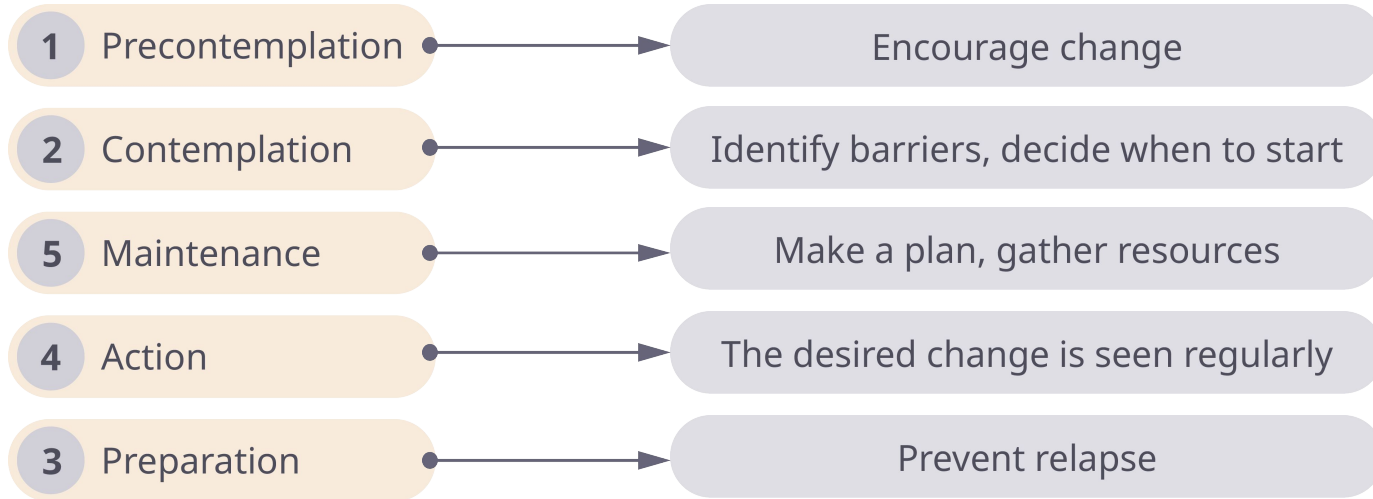 1 Precontemplation Encourage change
2 Contemplation Identify barriers, decide when to start
5 Maintenance Make a plan, gather resources
4 Action The desired change is seen regularly
3 Preparation Prevent relapse